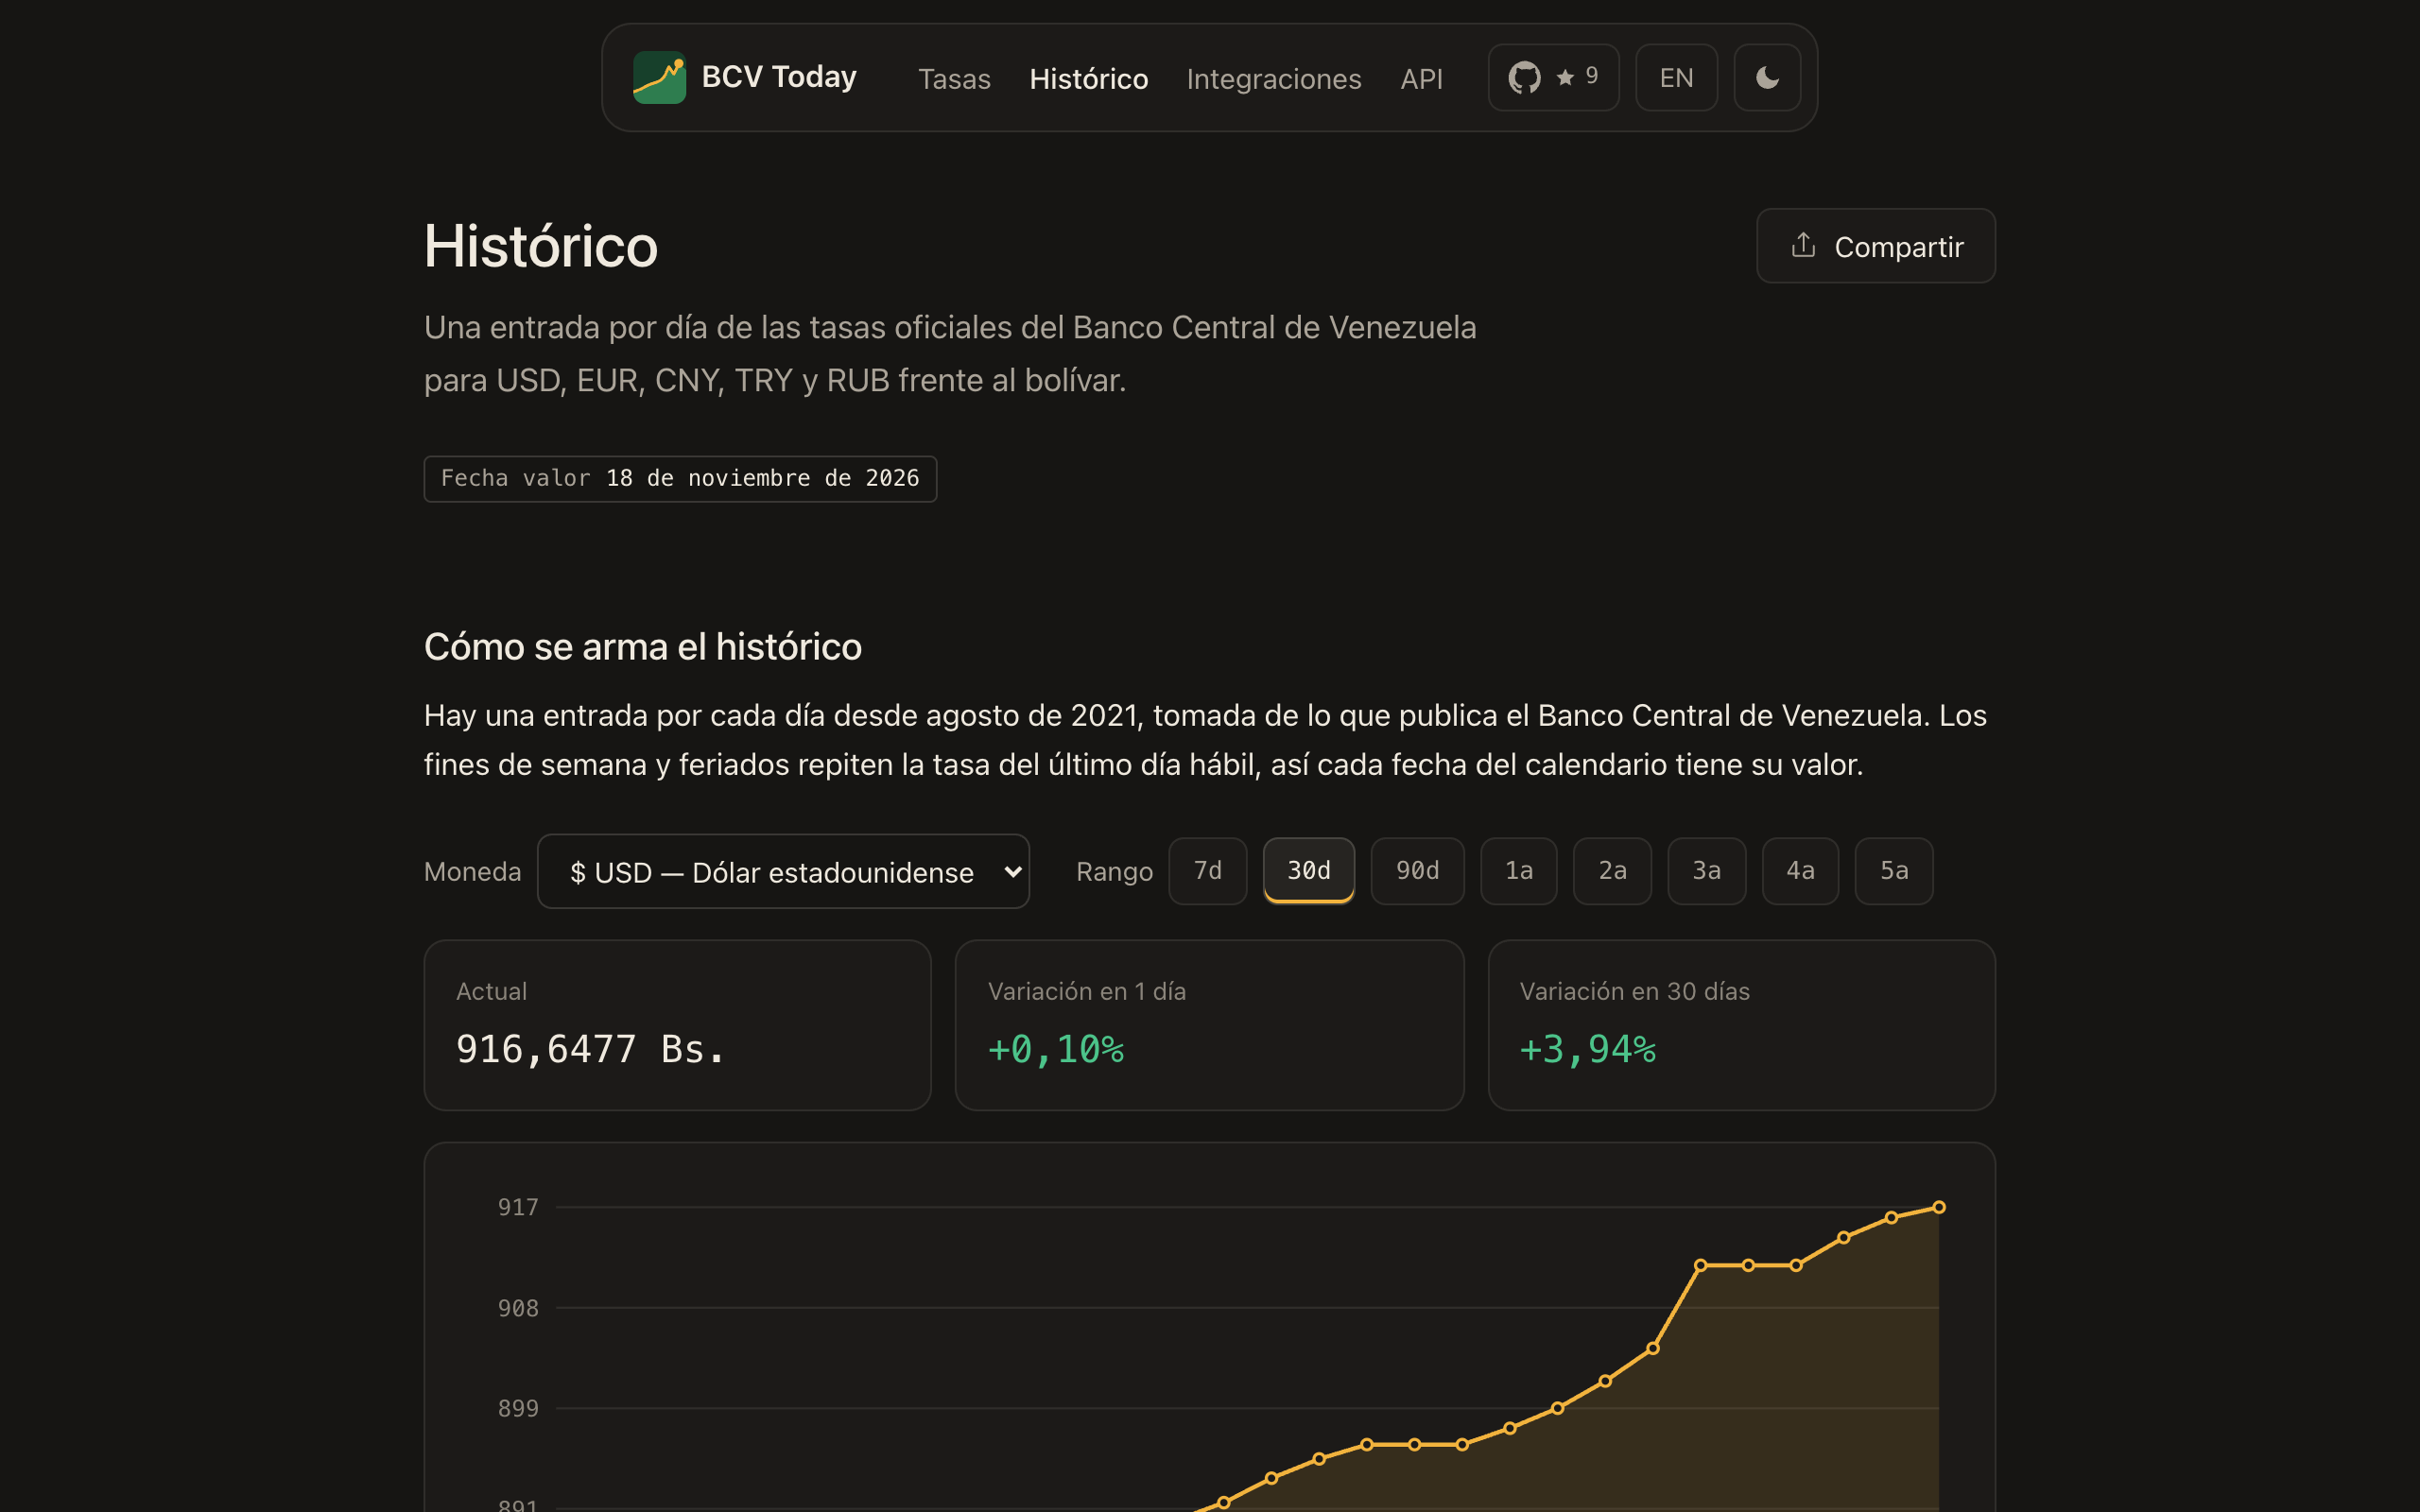 BCV Today
Tasas
Histórico
Integraciones
API
★ 9
EN
Histórico
Compartir
Una entrada por día de las tasas oficiales del Banco Central de Venezuela
para USD, EUR, CNY, TRY y RUB frente al bolívar.
Fecha valor 18 de noviembre de 2026
Cómo se arma el histórico
Hay una entrada por cada día desde agosto de 2021, tomada de lo que publica el Banco Central de Venezuela. Los
fines de semana y feriados repiten la tasa del último día hábil, así cada fecha del calendario tiene su valor.
Moneda
$ USD — Dólar estadounidense
Rango
7d
30d
90d
1a
2a
3a
4a
5a
Actual
916,6477 Bs.
Variación en 1 día
+0,10%
Variación en 30 días
+3,94%
917
908
899
891